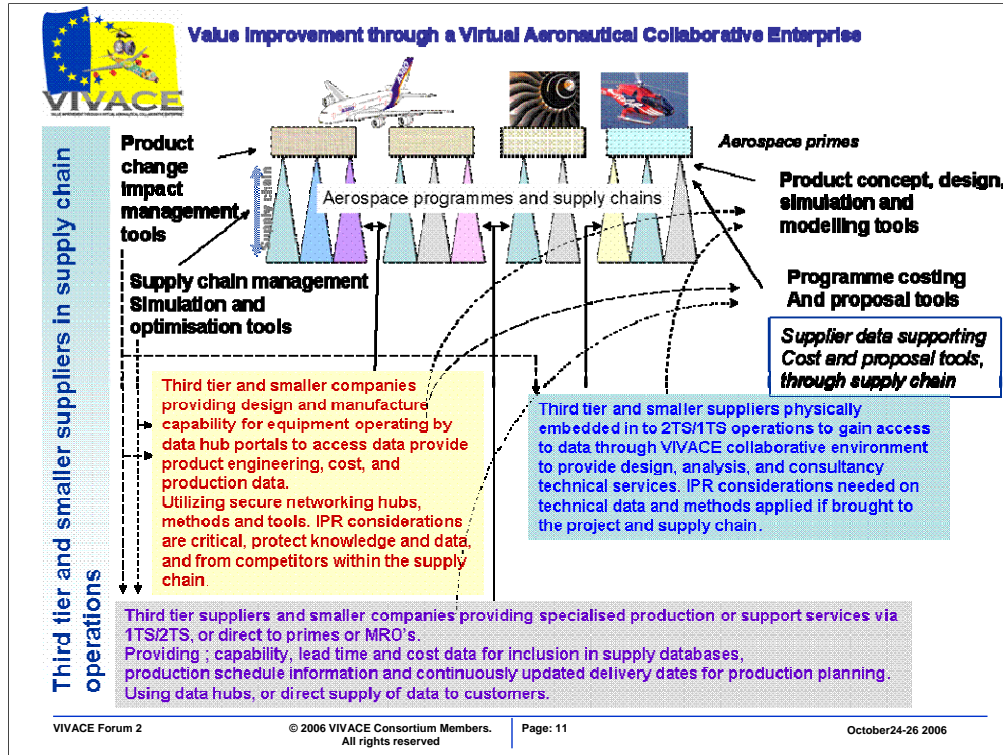 Value Improvement through a Virtual Aeronautical Collaborative Enterprise
VIVACE
VALUE IMPROVEMENT THROUGH A VIRTUAL AERONAUTICAL COLLABORATIVE ENTERPRISE
Third tier and smaller suppliers in supply chain
operations
Product
change
impact
management
tools
Supply chain
Aerospace programmes and supply chains
Aerospace primes
Product concept, design,
simulation and
modelling tools
Supply chain management
Simulation and
optimisation tools
Programme costing
And proposal tools
Supplier data supporting
Cost and proposal tools,
through supply chain
Third tier and smaller companies
providing design and manufacture
capability for equipment operating by
data hub portals to access data provide
product engineering, cost, and
production data.
Utilizing secure networking hubs,
methods and tools. IPR considerations
are critical, protect knowledge and data,
and from competitors within the supply
chain.
Third tier and smaller suppliers physically
embedded in to 2TS/1TS operations to gain access
to data through VIVACE collaborative environment
to provide design, analysis, and consultancy
technical services. IPR considerations needed on
technical data and methods applied if brought to
the project and supply chain.
Third tier suppliers and smaller companies providing specialised production or support services via
1TS/2TS, or direct to primes or MRO's.
Providing ; capability, lead time and cost data for inclusion in supply databases,
production schedule information and continuously updated delivery dates for production planning.
Using data hubs, or direct supply of data to customers.
VIVACE Forum 2
© 2006 VIVACE Consortium Members.
All rights reserved
Page: 11
October24-26 2006